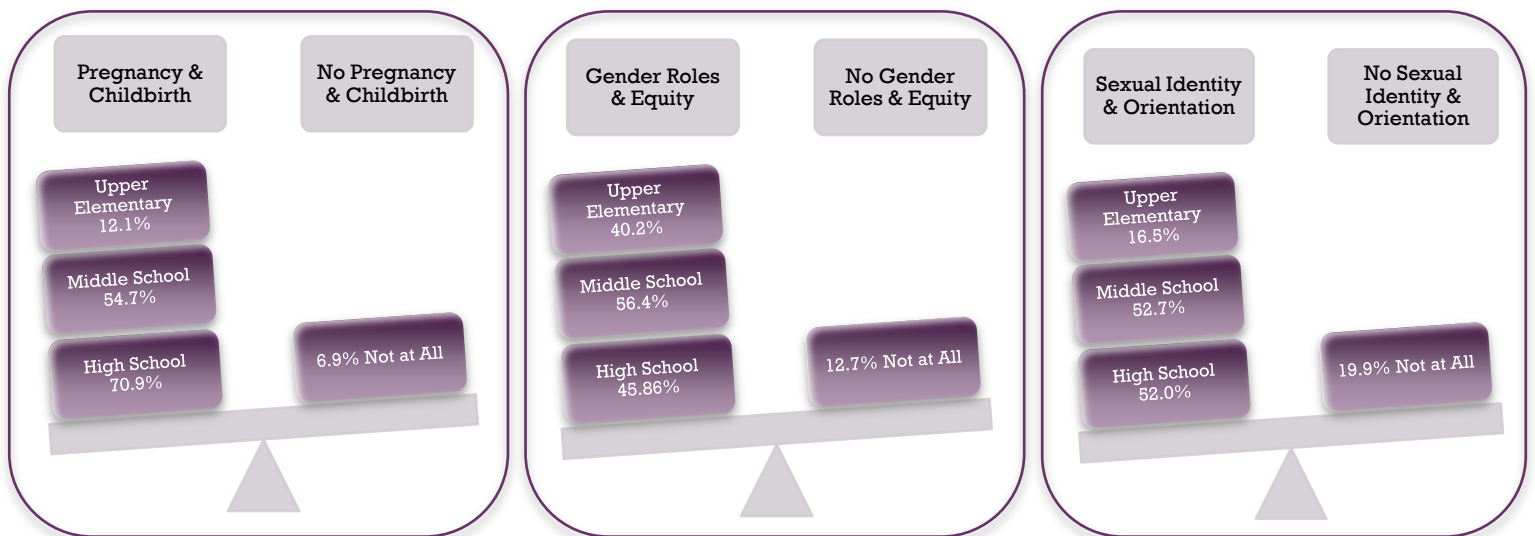 Pregnancy &
Childbirth
No Pregnancy
& Childbirth
Upper
Elementary
12.1%
Middle School
54.7%
High School
70.9%
6.9% Not at All
Gender Roles
& Equity
No Gender
Roles & Equity
Upper
Elementary
40.2%
Middle School
56.4%
High School
45.86%
12.7% Not at All
Sexual Identity
& Orientation
No Sexual
Identity &
Orientation
Upper
Elementary
16.5%
Middle School
52.7%
High School
52.0%
19.9% Not at All